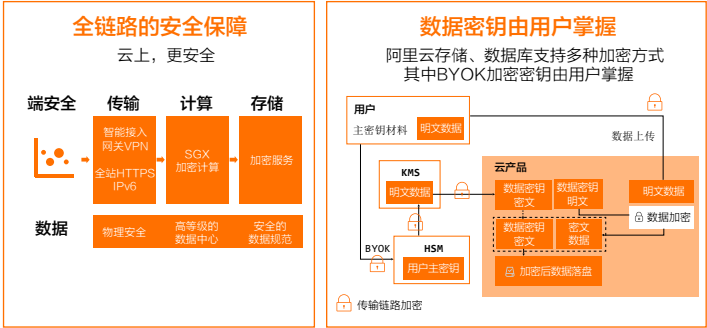 全链路的安全保障
云上，更安全
端安全
传输
计算
存储
智能接入
网关VPN
全站HTTPS
IPv6
SGX
加密计算
加密服务
数据
物理安全
高等级的
数据中心
安全的
数据规范
数据密钥由用户掌握
阿里云存储、数据库支持多种加密方式
其中BYOK加密密钥由用户掌握
用户
主密钥材料
明文数据
数据上传
KMS
明文数据
云产品
数据密钥
密文
数据密钥
明文
明文数据
数据加密
数据密钥
密文
密文
数据
BYOK
HSM
用户主密钥
加密后数据落盘
传输链路加密